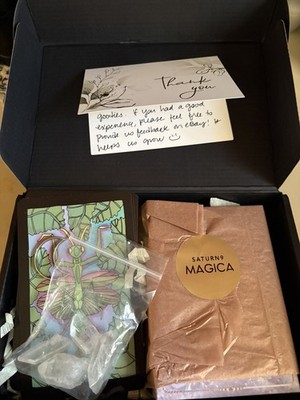 Thank
you
goodies. If you had a good
experience, please feel free to
provide us feedback on ebay! It
helps us grow ☺
SATURN9
MAGICA